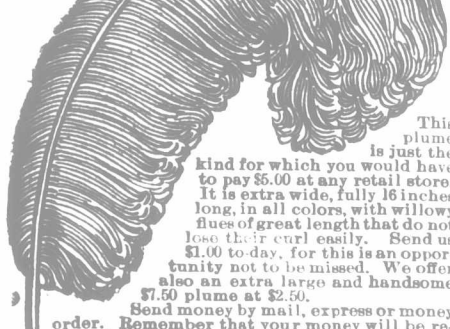 This
plume
is just the
kind for which you would have
to pay $5.00 at any retail store
It is extra wide, fully 16 inches
long, in all colors, with willowy
flues of great length that do not
lose their curl easily. Send us
$1.00 to-day, for this is an oppor
tunity not to be missed. We offer
also an extra large and handsome
$7.50 plume at $2.50.
Send money by mail, express or money
order. Remember that your money will be re